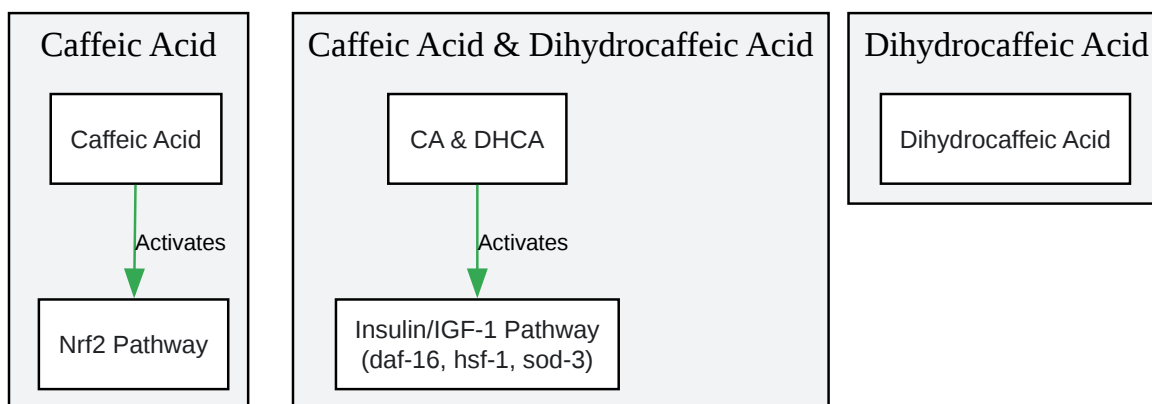 Caffeic Acid
Caffeic Acid
Activates
Nrf2 Pathway
Caffeic Acid & Dihydrocaffeic Acid
CA & DHCA
Activates
Insulin/IGF-1 Pathway
(daf-16, hsf-1, sod-3)
Dihydrocaffeic Acid
Dihydrocaffeic Acid